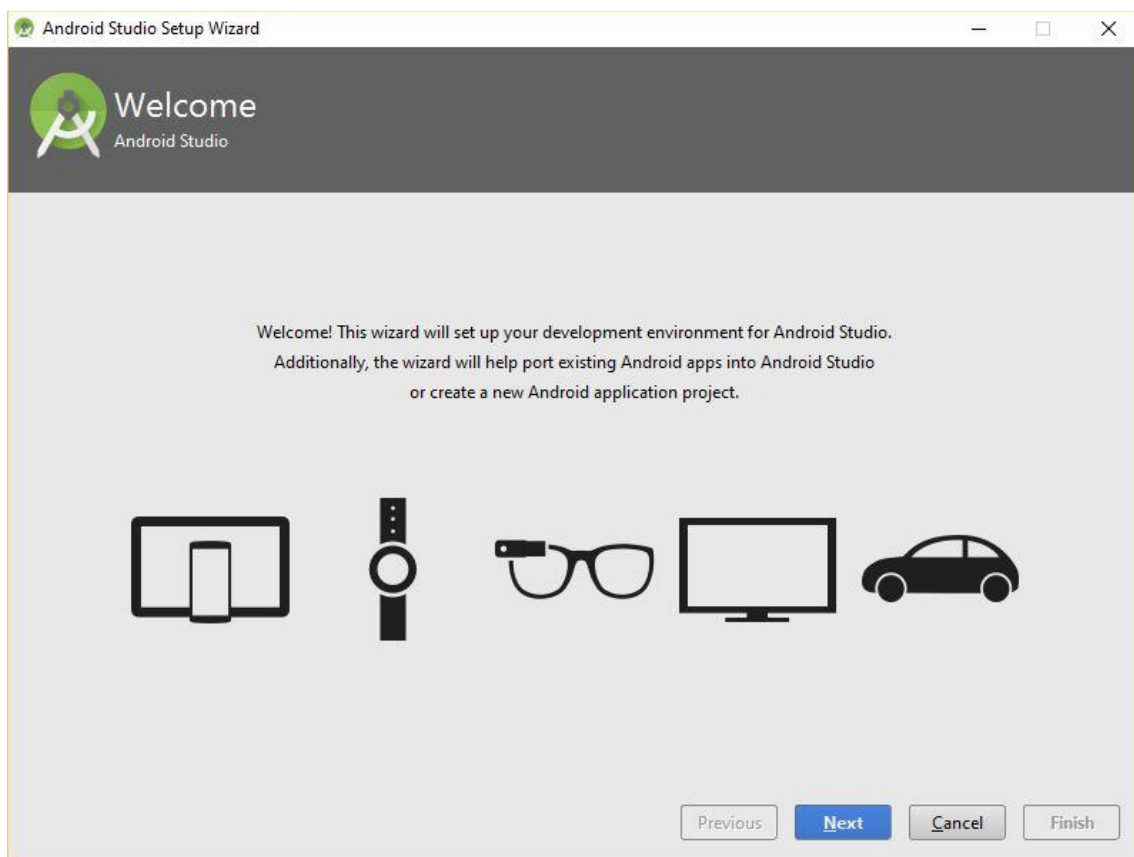 Android Studio Setup Wizard
Welcome
Android Studio
Welcome! This wizard will set up your development environment for Android Studio.
Additionally, the wizard will help port existing Android apps into Android Studio
or create a new Android application project.
Previous Next Cancel Finish